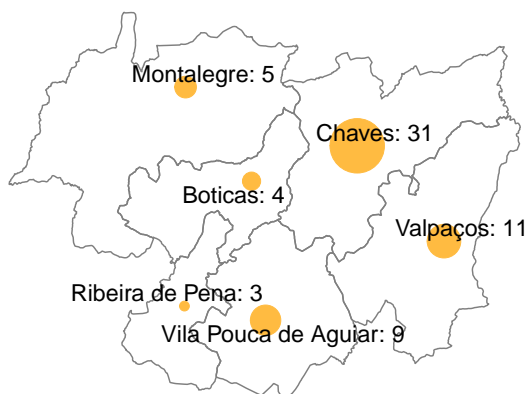 Montalegre: 5
Chaves: 31
Boticas: 4
Valpaços: 11
Ribeira de Pena: 3
Vila Pouca de Aguiar: 9